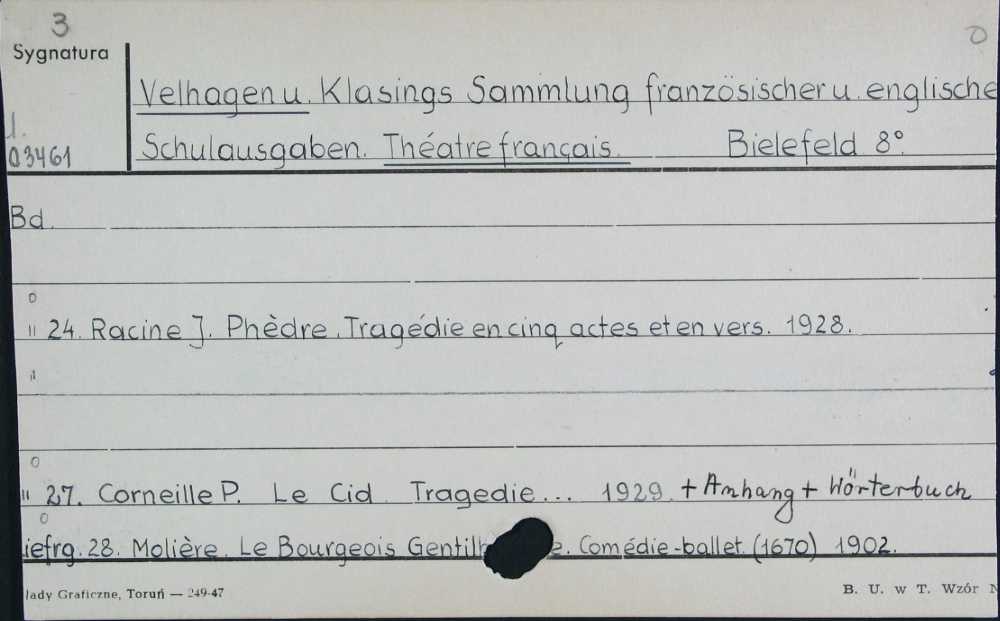 3
Sygnatura
Velhagen u. Klasings Sammlung französischer u. englische
03461
Schulausgaben. Théatre français. Bielefeld 8°.
Bd.
" 24. Racine J. Phèdre. Tragédie en cinq actes et en vers. 1928.
"
" 27. Corneille P. Le Cid Tragedie... 1929. + Anhang + Wörterbuch
iefrg. 28. Molière. Le Bourgeois Comédie-ballet. (1670) 1902.
łady Graficzne, Toruń — 249-47
B. U. w T. Wzór N